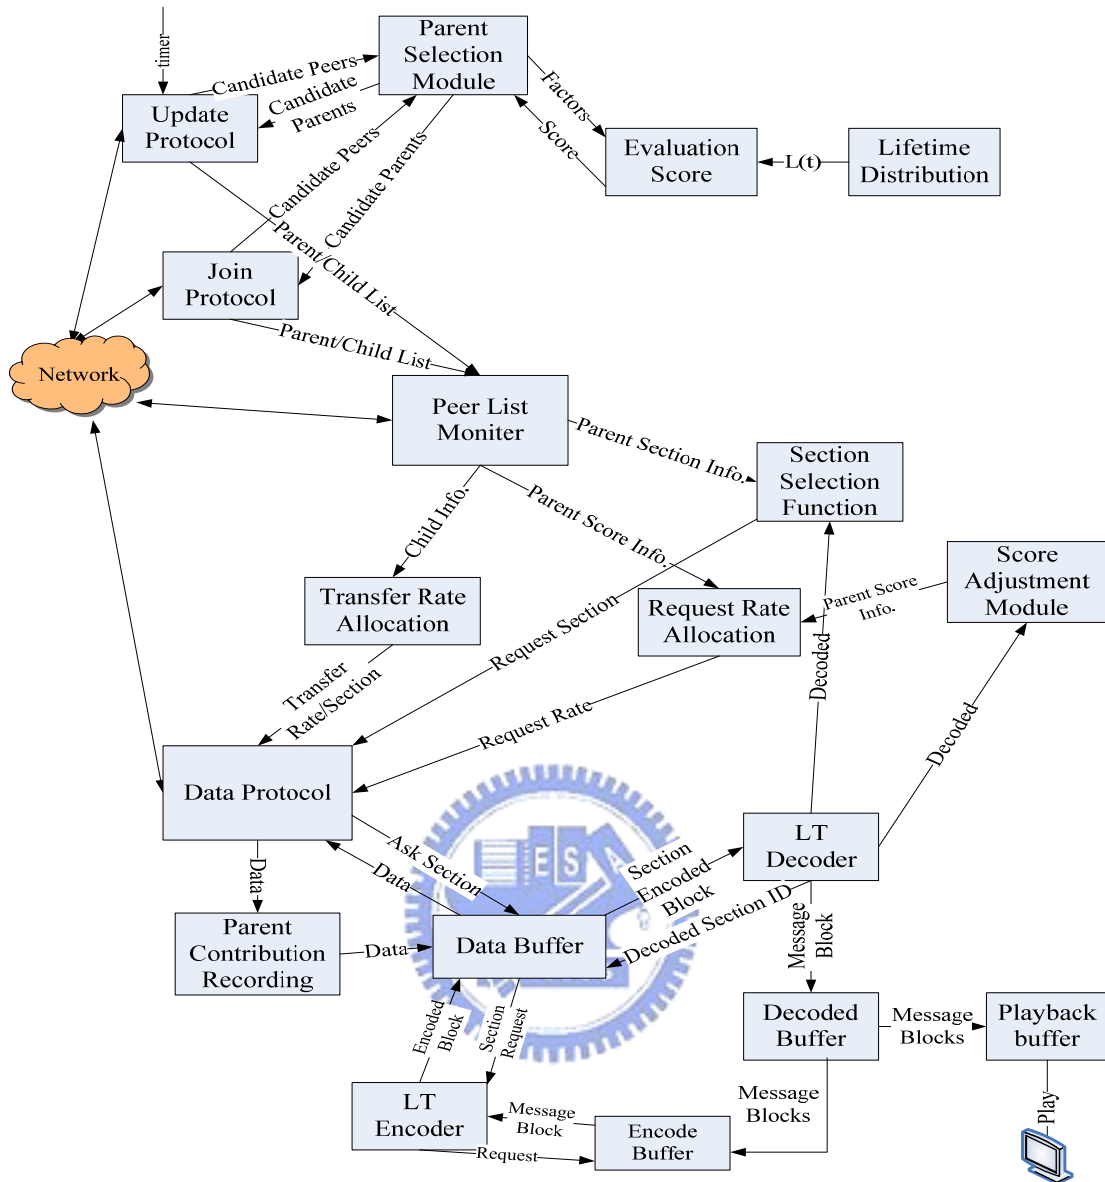 timer
Parent
Selection
Module
Candidate Peers
Candidate
Parents
Update
Protocol
Factors
Score
Evaluation
Score
L(t)
Lifetime
Distribution
Candidate Peers
Candidate Parents
Parent/Child List
Join
Protocol
Parent/Child List
Network
Peer List
Moniter
Parent Section Info.
Section
Selection
Function
Child Info.
Parent Score Info.
Transfer Rate
Allocation
Request Section
Request Rate
Allocation
Parent Score
Info.
Score
Adjustment
Module
Decoded
Decoded
Transfer
Rate/Section
Request Rate
Data Protocol
Ask Section
Data
Data
ES
Section
Encoded
Block
LT
Decoder
Decoded Section ID
Message
Block
Parent
Contribution
Recording
Data
Data Buffer
Encoded
Block
Section
Request
Decoded
Buffer
Message
Blocks
Playback
buffer
LT
Encoder
Message
Block
Request
Encode
Buffer
Message
Blocks
Play